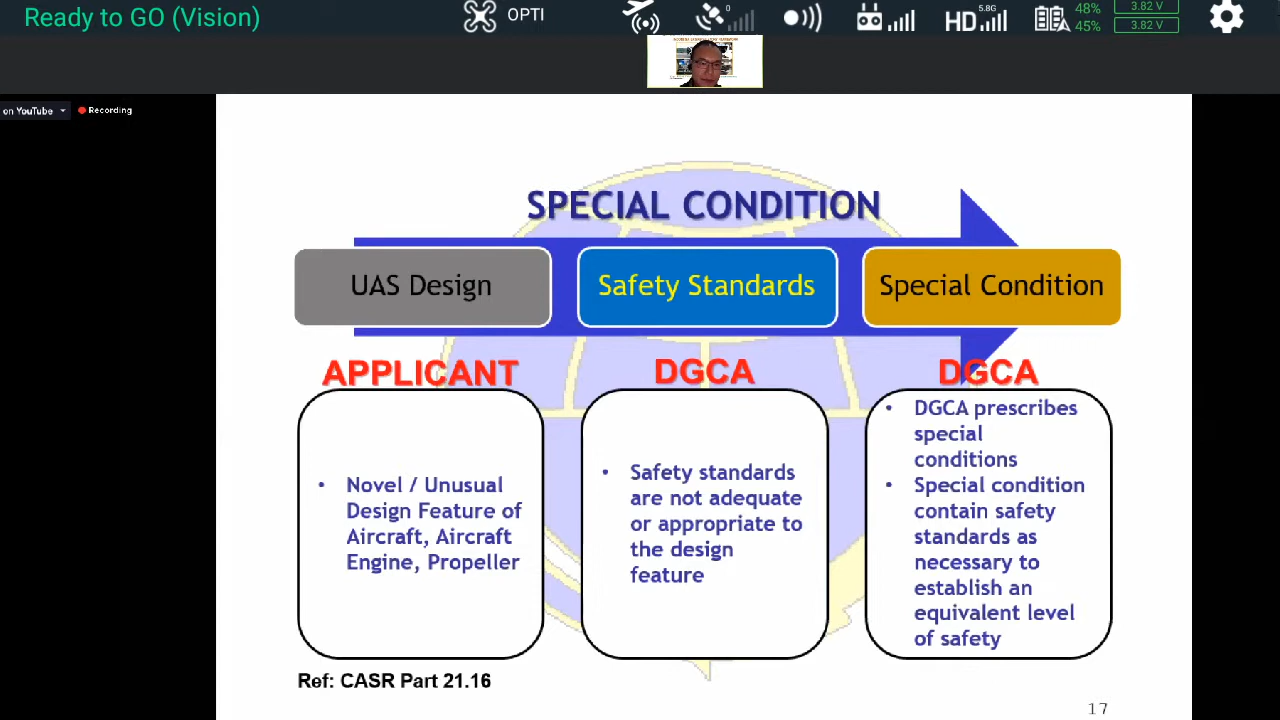 Ready to GO (Vision)
OPTI
0
HD
5.8G
48%
45%
3.82 V
3.82 V
on YouTube
Recording
SPECIAL CONDITION
UAS Design
Safety Standards
Special Condition
APPLICANT
DGCA
DGCA
• Novel / Unusual
Design Feature of
Aircraft, Aircraft
Engine, Propeller
• Safety standards
are not adequate
or appropriate to
the design
feature
• DGCA prescribes
special
conditions
• Special condition
contain safety
standards as
necessary to
establish an
equivalent level
of safety
Ref: CASR Part 21.16
17